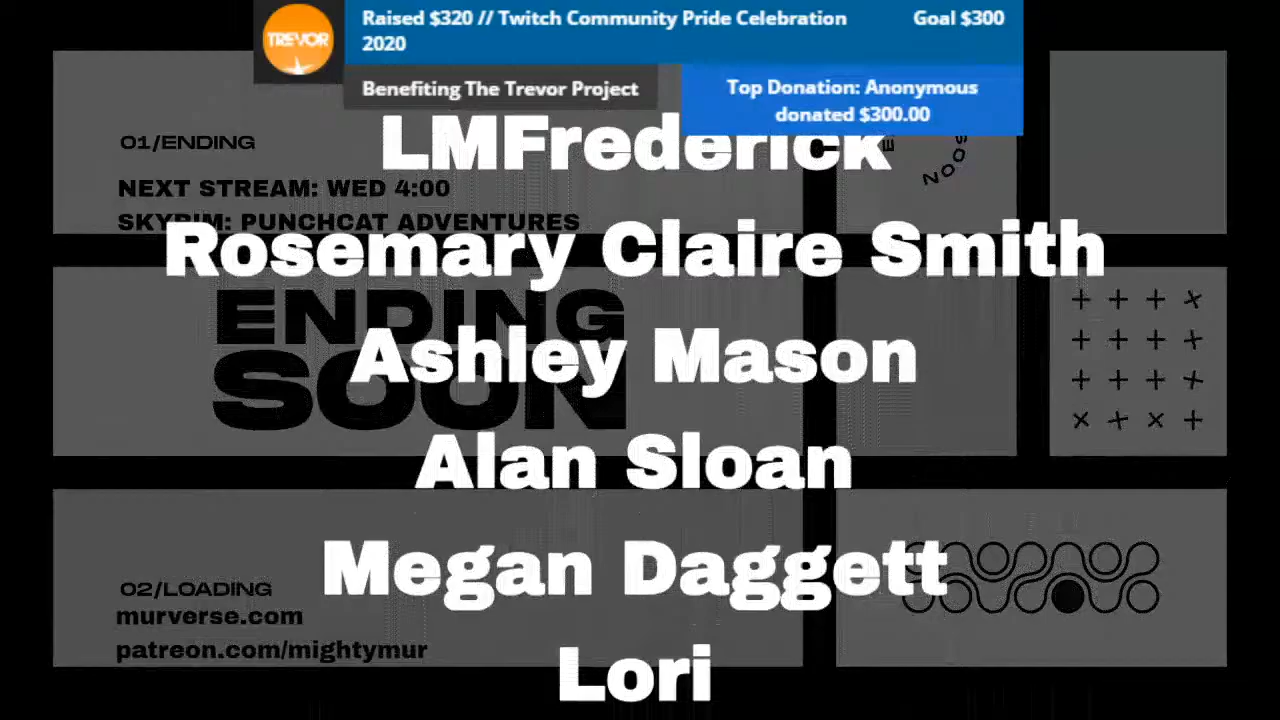 TREVOR
Raised $320 // Twitch Community Pride Celebration
2020
Goal $300
Benefiting The Trevor Project
Top Donation: Anonymous
donated $300.00
01/ENDING
NEXT STREAM: WED 4:00
SKYRIM: PUNCHCAT ADVENTURES
SOON
LMFrederick
Rosemary Claire Smith
ENDING
SOON
Ashley Mason
Alan Sloan
Megan Daggett
02/LOADING
murverse.com
patreon.com/mightymur
Lori